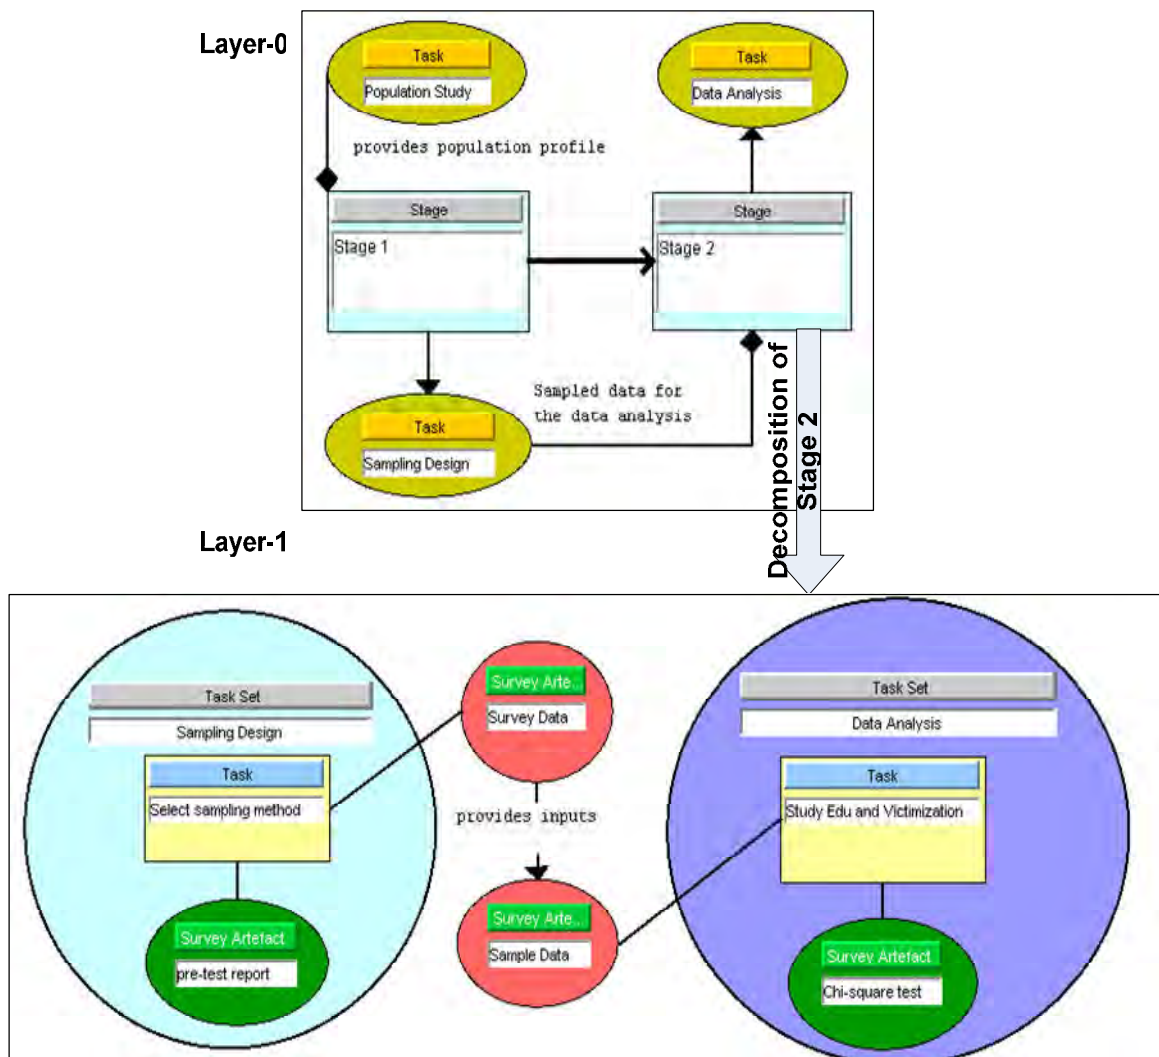 Layer-0
Task
Population Study
Task
Data Analysis
provides population profile
Stage
Stage 1
Stage
Stage 2
Sampled data for
the data analysis
Task
Sampling Design
Decomposition of
Stage 2
Layer-1
Task Set
Sampling Design
Task
Select sampling method
Survey Artefact
pre-test report
Survey Arte...
Survey Data
provides inputs
Survey Arte...
Sample Data
Task Set
Data Analysis
Task
Study Edu and Victimization
Survey Artefact
Chi-square test